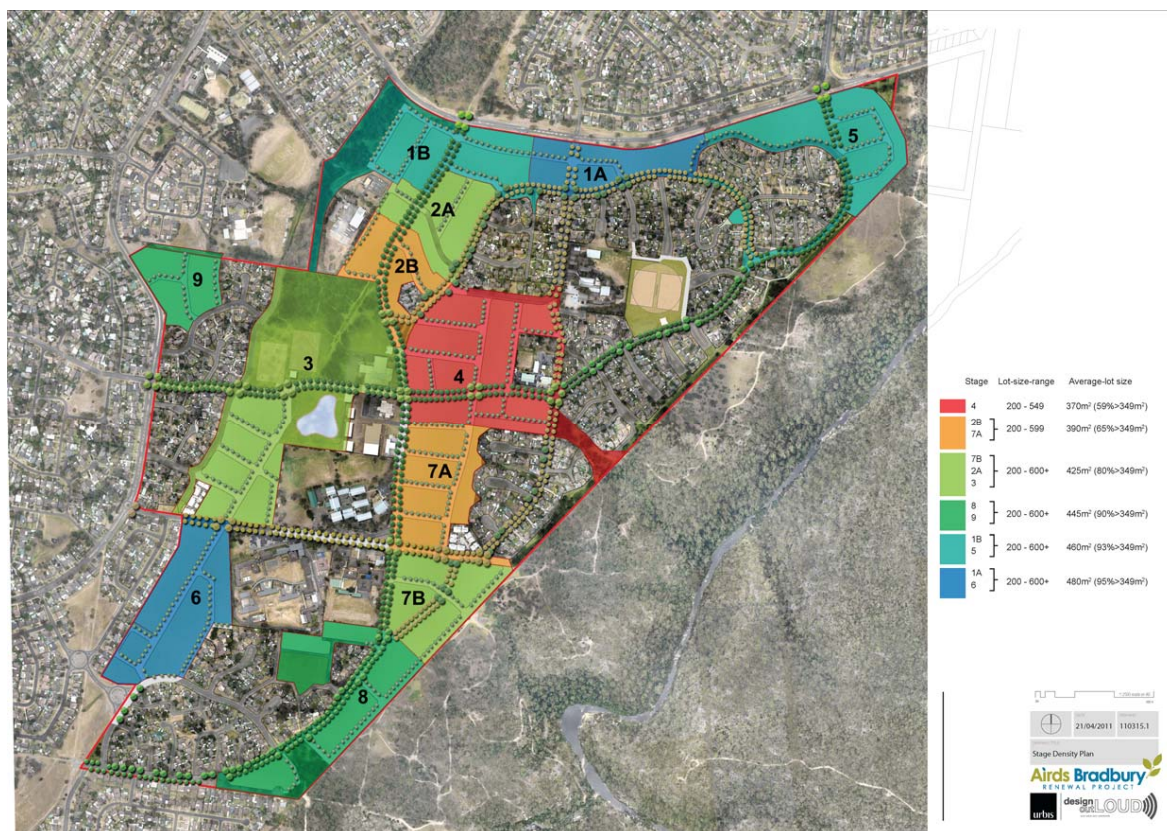 5
1B
1A
2A
2B
9
3
4
7A
6
7B
8
Stage Lot-size-range Average-lot size
4 200 - 549 370m² (59%>349m²)
2B
7A 200 - 599 390m² (65%>349m²)
7B
2A 200 - 600+ 425m² (80%>349m²)
3
8
9 200 - 600+ 445m² (90%>349m²)
1B
5 200 - 600+ 460m² (93%>349m²)
1A
6 200 - 600+ 480m² (95%>349m²)
21/04/2011 110315.1
Stage Density Plan
Airds Bradbury
RENEWAL PROJECT
urbis
design out LOUD